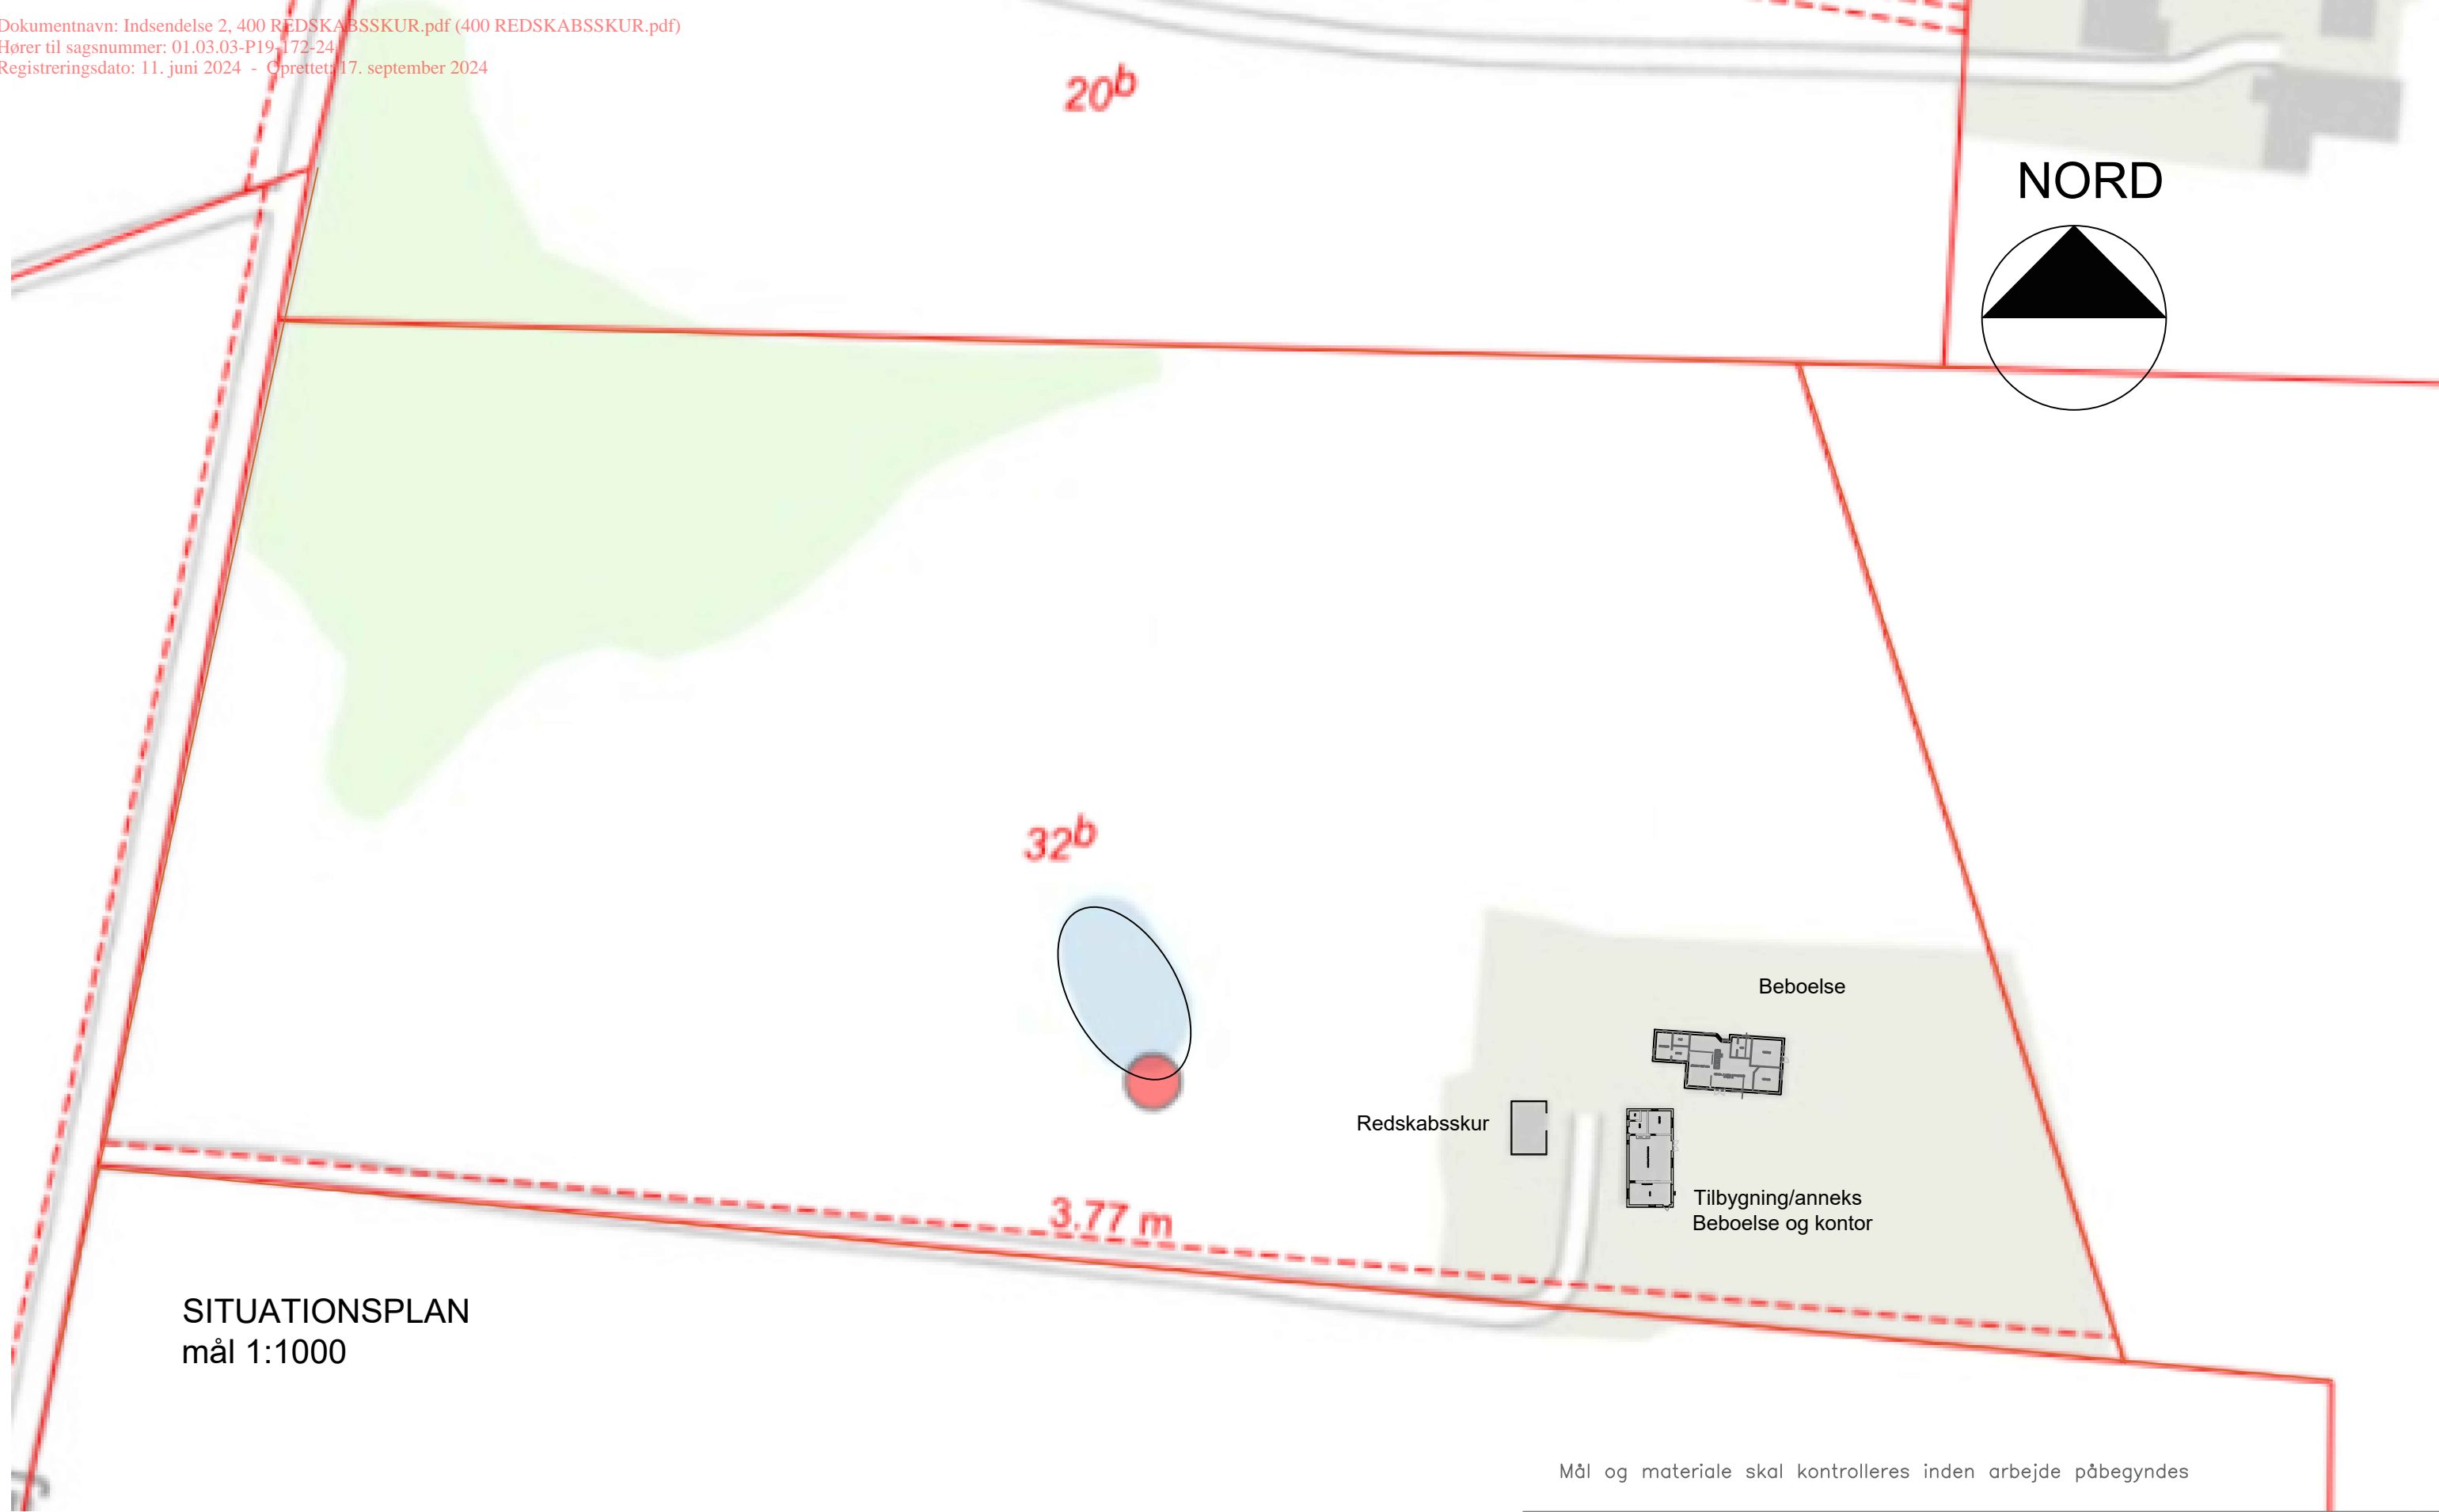 Dokumentnavn: Indsendelse 2, 400 REDSKABSSKUR.pdf (400 REDSKABSSKUR.pdf)
Hører til sagsnummer: 01.03.03-P19-172-24
Registreringsdato: 11. juni 2024 - Oprettet: 17. september 2024
20b
NORD
32b
Beboelse
Redskabsskur
Tilbygning/anneks
Beboelse og kontor
3.77 m
SITUATIONSPLAN
mål 1:1000
Mål og materiale skal kontrolleres inden arbejde påbegyndes